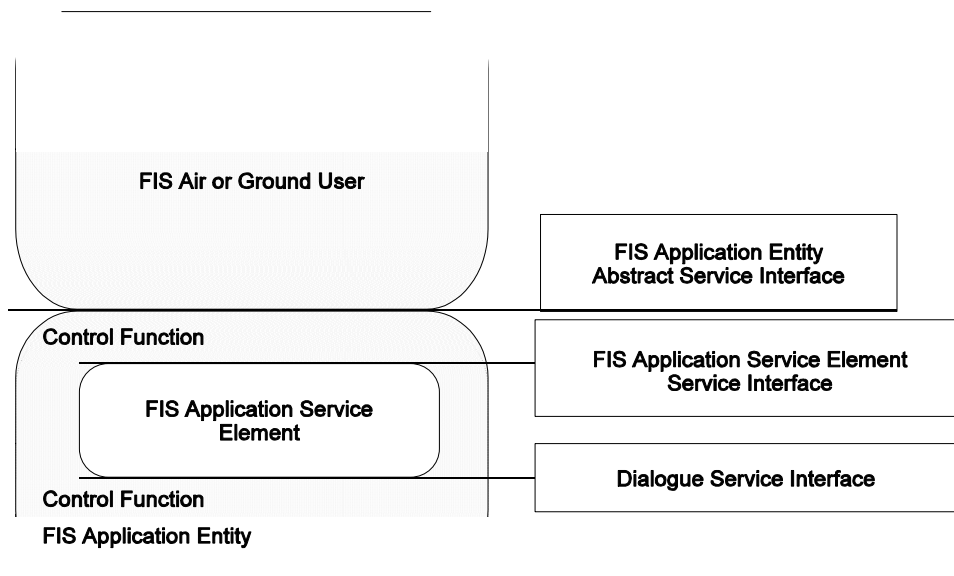 FIS Air or Ground User
FIS Application Entity
Abstract Service Interface
Control Function
FIS Application Service Element
Service Interface
FIS Application Service
Element
Dialogue Service Interface
Control Function
FIS Application Entity